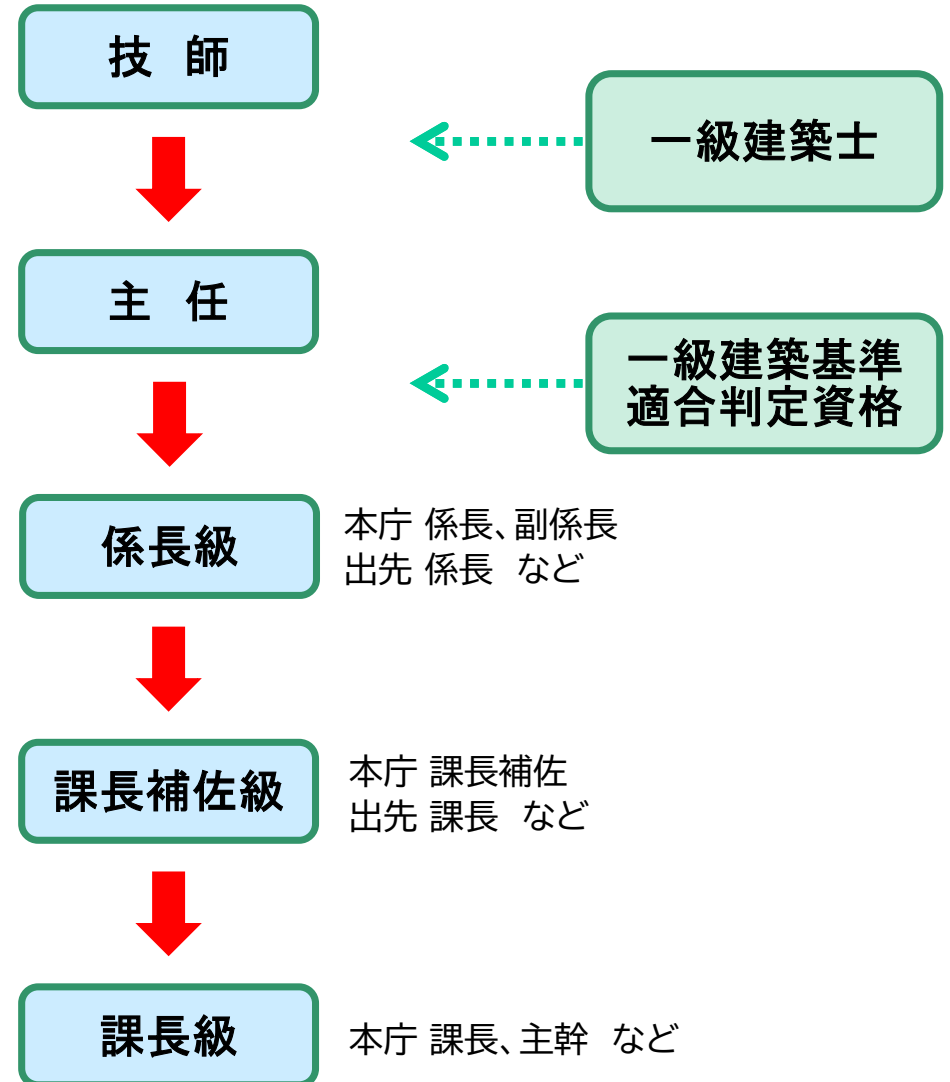 技 師
一級建築士
主 任
一級建築基準
適合判定資格
係長級
本庁 係長、副係長
出先 係長 など
課長補佐級
本庁 課長補佐
出先 課長 など
課長級
本庁 課長、主幹 など